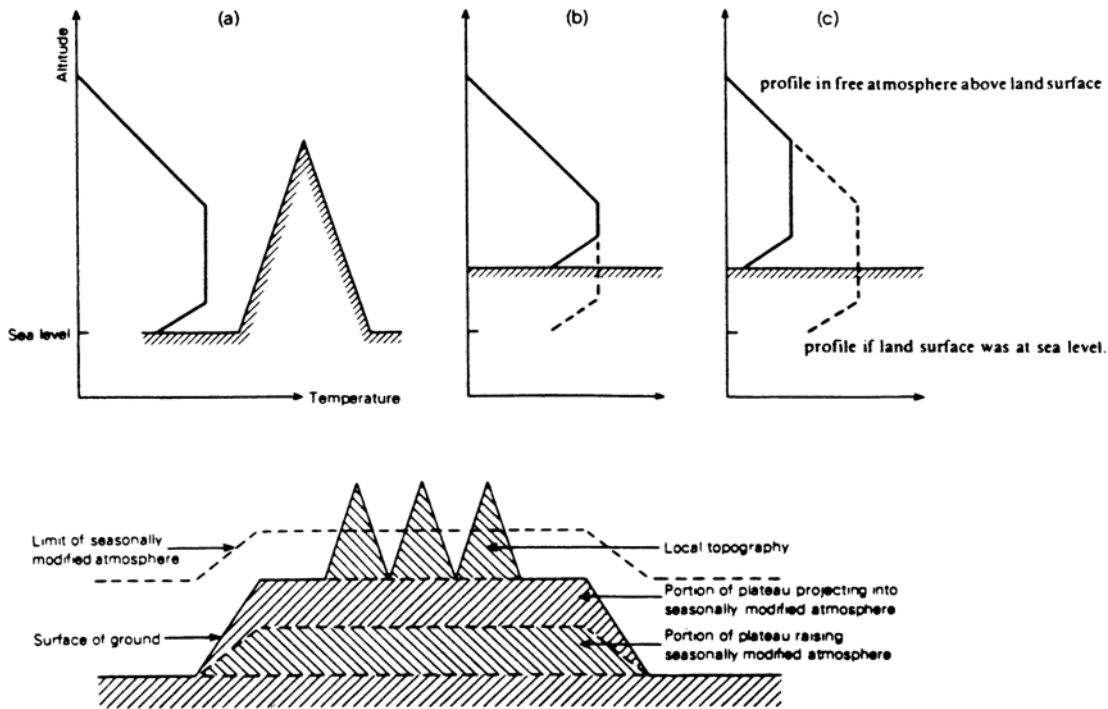 (a)
(b)
(c)
Altitude
profile in free atmosphere above land surface
Sea level
profile if land surface was at sea level.
Temperature
Limit of seasonally
modified atmosphere
Local topography
Portion of plateau projecting into
seasonally modified atmosphere
Surface of ground
Portion of plateau raising
seasonally modified atmosphere